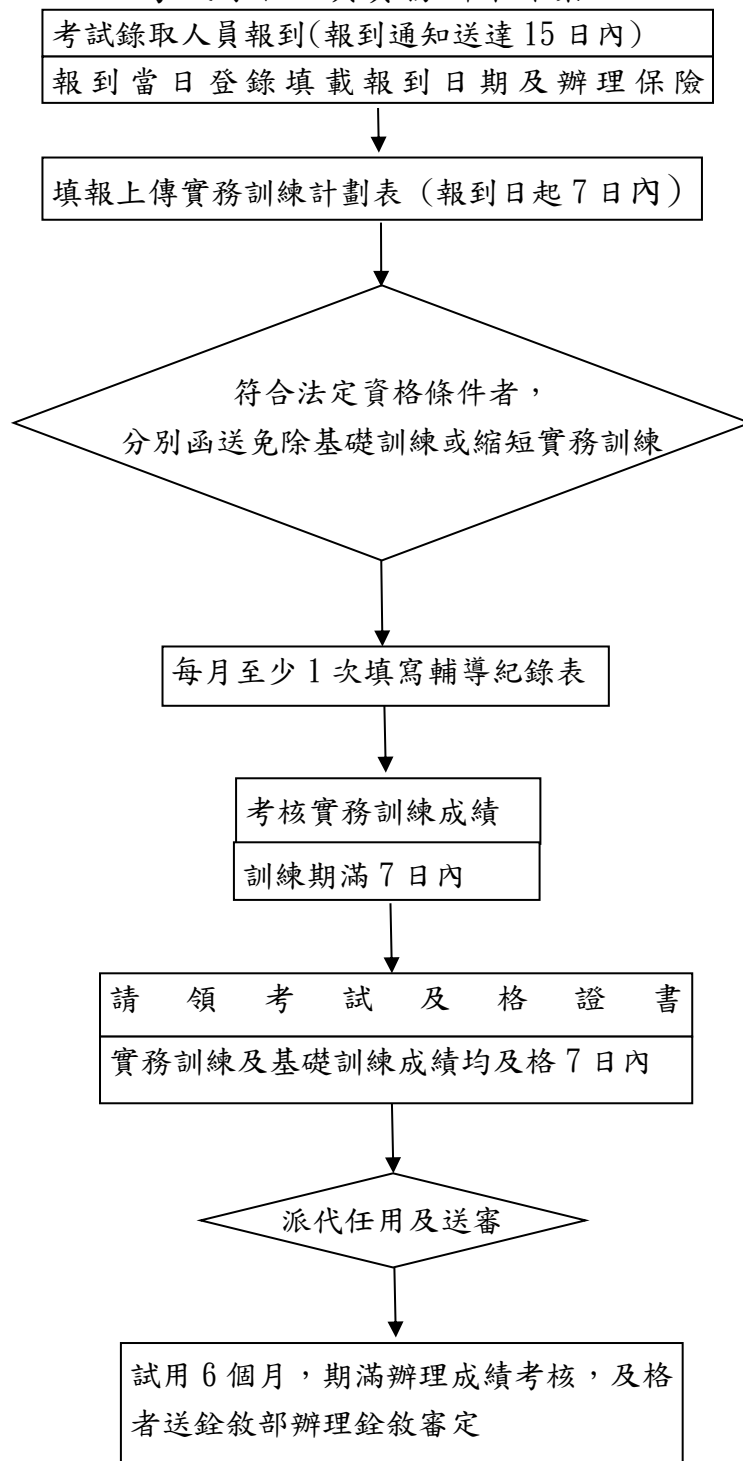 考試錄取人員報到(報到通知送達 15 日內)
報到當日登錄填載報到日期及辦理保險
填報上傳實務訓練計劃表（報到日起 7 日內）
符合法定資格條件者，
分別函送免除基礎訓練或縮短實務訓練
每月至少 1 次填寫輔導紀錄表
考核實務訓練成績
訓練期滿 7 日內
請領考試及格證書
實務訓練及基礎訓練成績均及格 7 日內
派代任用及送審
試用 6 個月，期滿辦理成績考核，及格
者送銓敘部辦理銓敘審定